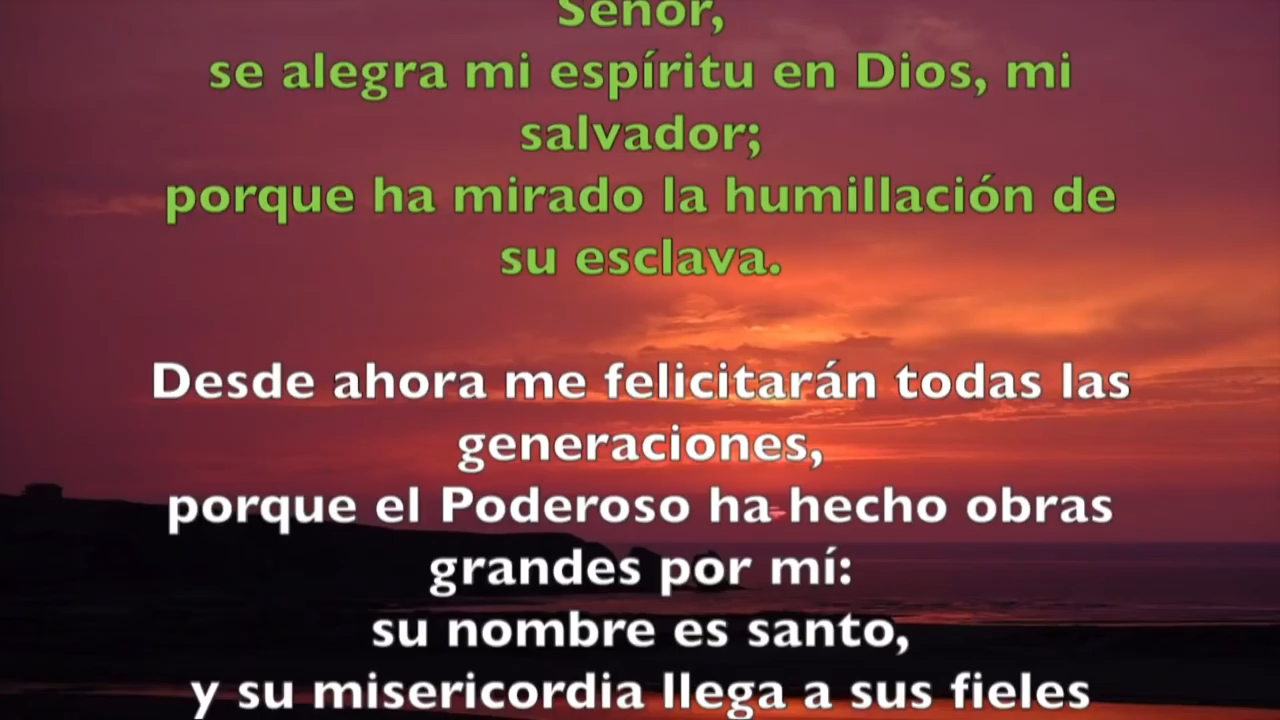 Señor,
se alegra mi espíritu en Dios, mi
salvador;
porque ha mirado la humillación de
su esclava.
Desde ahora me felicitarán todas las
generaciones,
porque el Poderoso ha hecho obras
grandes por mí:
su nombre es santo,
y su misericordia llega a sus fieles